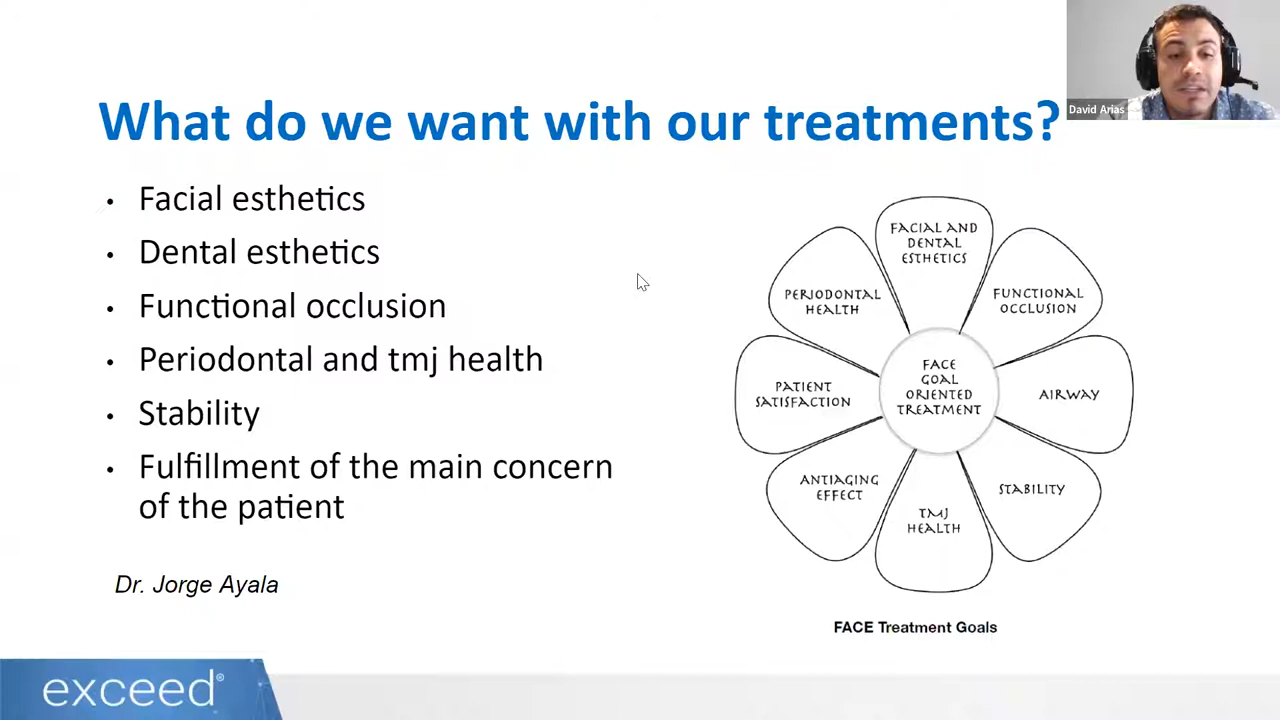 What do we want with our treatments?
David Arias
• Facial esthetics
• Dental esthetics
• Functional occlusion
• Periodontal and tmj health
• Stability
• Fulfillment of the main concern
of the patient
Dr. Jorge Ayala
FACIAL AND
DENTAL
ESTHETICS
FUNCTIONAL
OCCLUSION
AIRWAY
STABILITY
TMJ
HEALTH
ANTIAGING
EFFECT
PATIENT
SATISFACTION
PERIODONTAL
HEALTH
FACE
GOAL
ORIENTED
TREATMENT
FACE Treatment Goals
exceed®